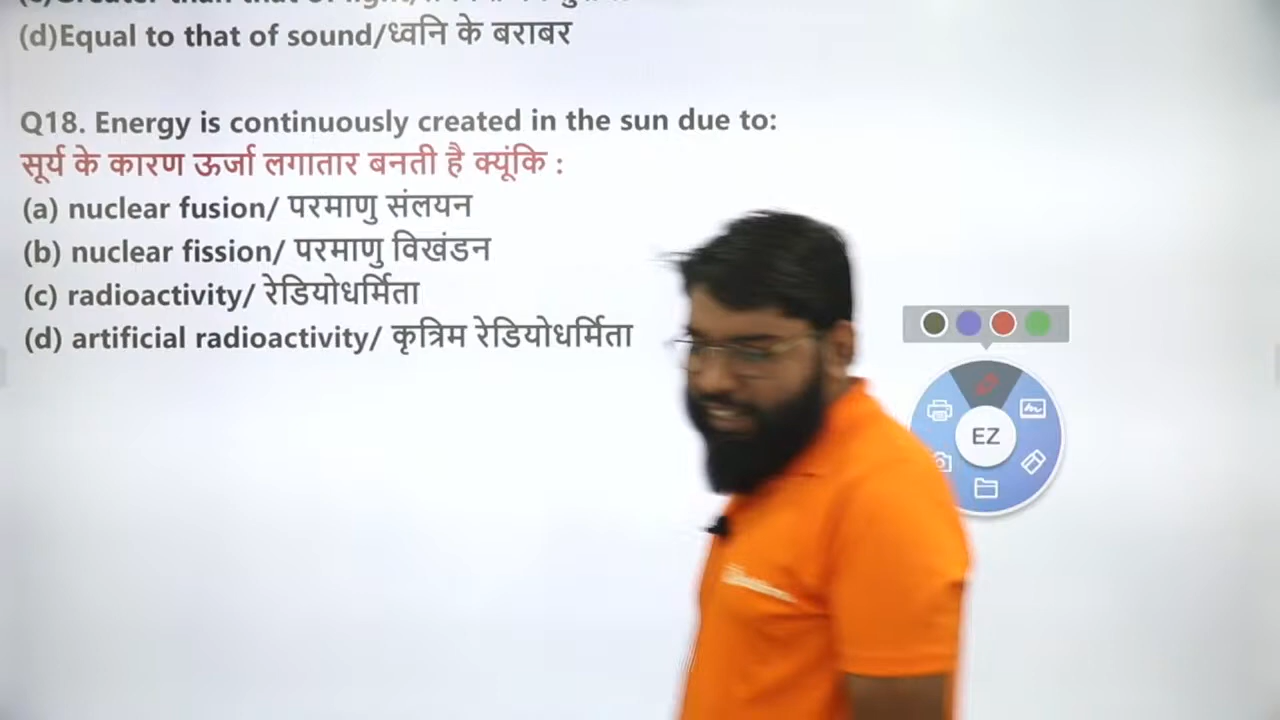 (d)Equal to that of sound/ध्वनि के बराबर
Q18. Energy is continuously created in the sun due to:
सूर्य के कारण ऊर्जा लगातार बनती है क्यूंकि :
(a) nuclear fusion/ परमाणु संलयन
(b) nuclear fission/ परमाणु विखंडन
(c) radioactivity/ रेडियोधर्मिता
(d) artificial radioactivity/ कृत्रिम रेडियोधर्मिता
EZ